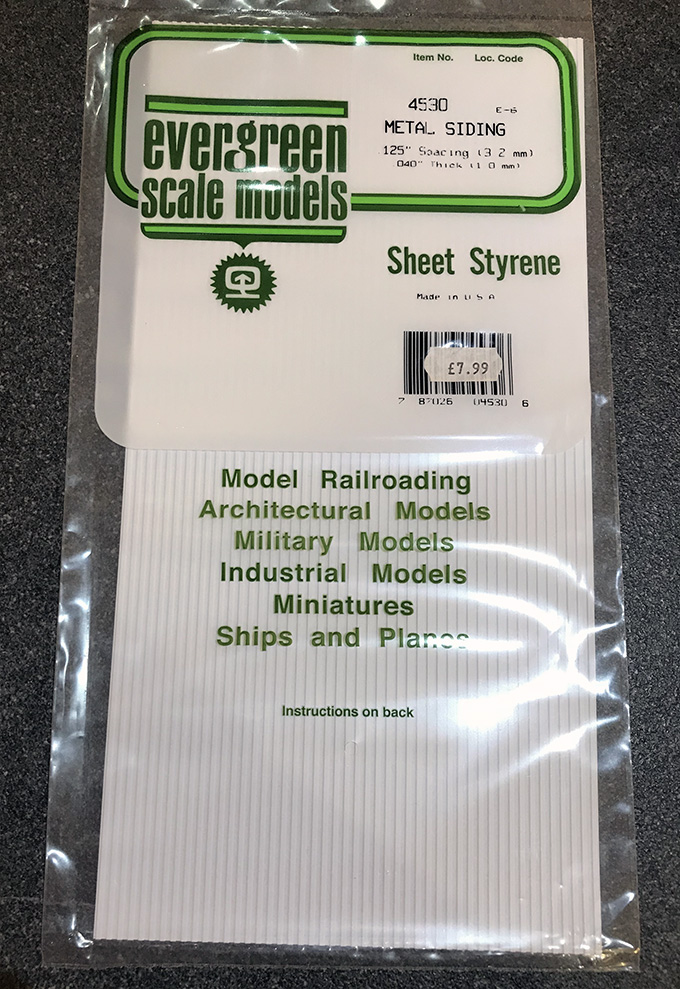 Item No. Loc. Code
4530 E-6
METAL SIDING
.125" Spacing (3.2 mm)
.040" Thick (1.0 mm)
evergreen
scale models
Sheet Styrene
Made in U S A
£7.99
7 87026 04530 6
Model Railroading
Architectural Models
Military Models
Industrial Models
Miniatures
Ships and Planes
Instructions on back